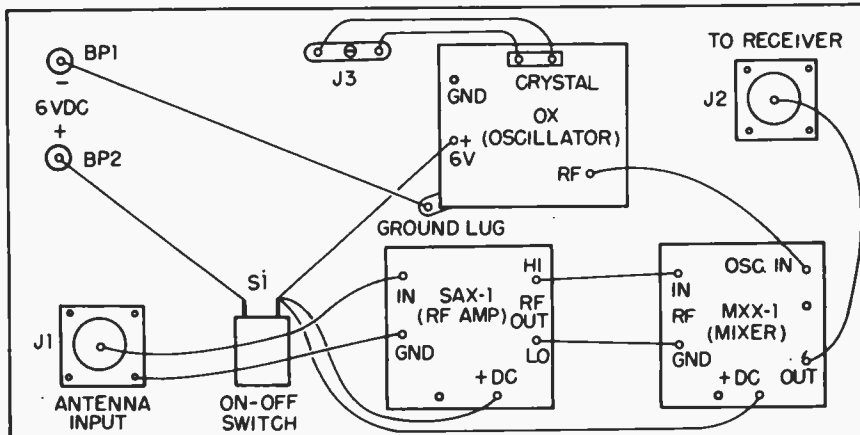 BP1
−
6VDC
+
BP2
J3
CRYSTAL
GND
OX
(OSCILLATOR)
+
6V
RF
GROUND LUG
TO RECEIVER
J2
S1
J1
ANTENNA
INPUT
ON-OFF
SWITCH
IN
SAX-1
(RF AMP)
HI
RF
OUT
LO
GND
+DC
IN
RF
GND
OSC. IN
MXX-1
(MIXER)
OUT
+DC